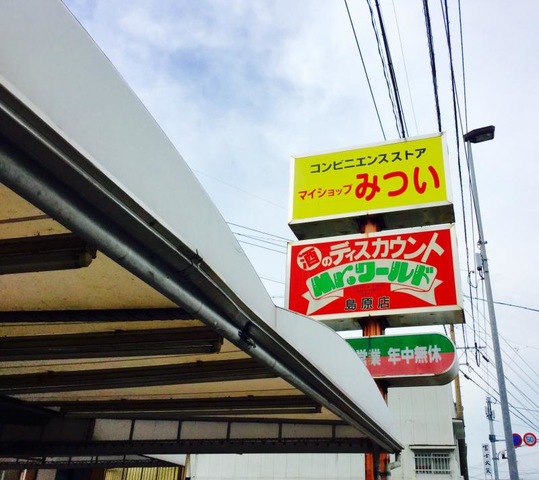 コンビニエンスストア
マイショップ みつい
酒のディスカウント
Mr.ワールド
島原店
営業 年中無休
50